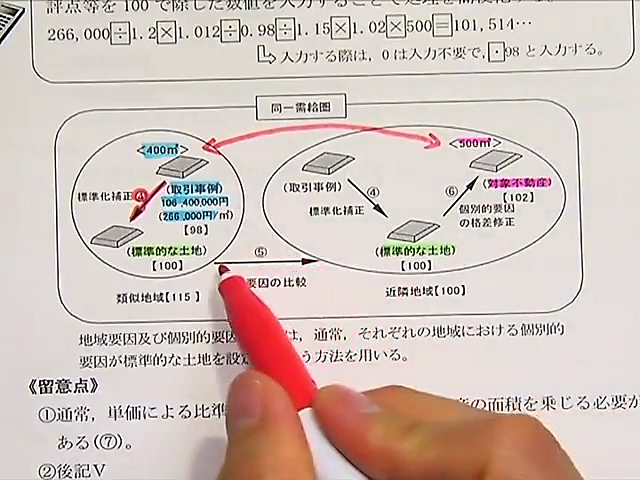 評点等を100で除した数値を入力することで処理を簡便化する。
266,000÷1.2×1.012÷0.98÷1.15×1.02×500=101,514…
入力する際は，0は入力不要で，・98と入力する。
同一需給圏
<400㎡>
標準化補正④
(取引事例)
106,400,000円
(266,000円/㎡)
【98】
(標準的な土地)
【100】
類似地域【115】
⑤
要因の比較
(取引事例)
④
標準化補正
(標準的な土地)
【100】
近隣地域【100】
<500㎡>
(対象不動産)
【102】
⑥
個別的要因
の格差修正
地域要因及び個別的要因 は，通常，それぞれの地域における個別的
要因が標準的な土地を設定 う方法を用いる。
《留意点》
①通常，単価による比準 の面積を乗じる必要が
ある(⑦)。
②後記Ⅴ